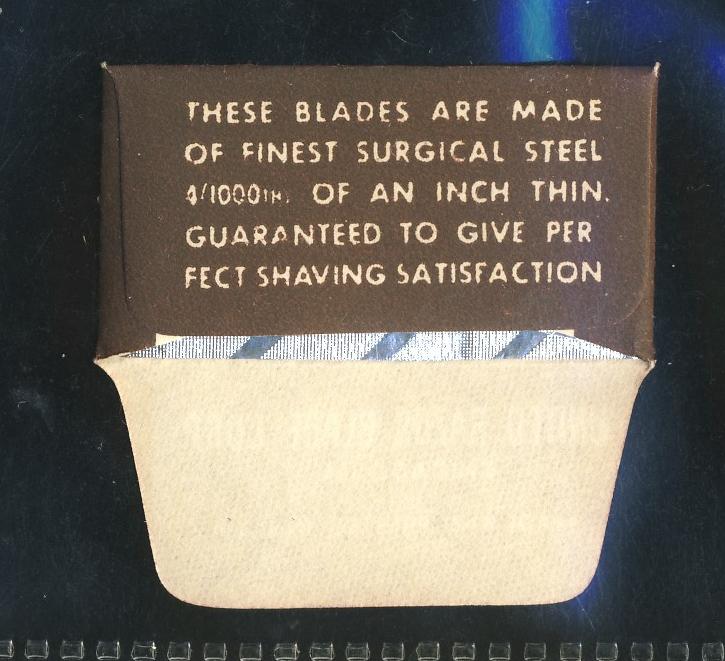 THESE BLADES ARE MADE
OF FINEST SURGICAL STEEL
4/1000TH. OF AN INCH THIN.
GUARANTEED TO GIVE PER
FECT SHAVING SATISFACTION